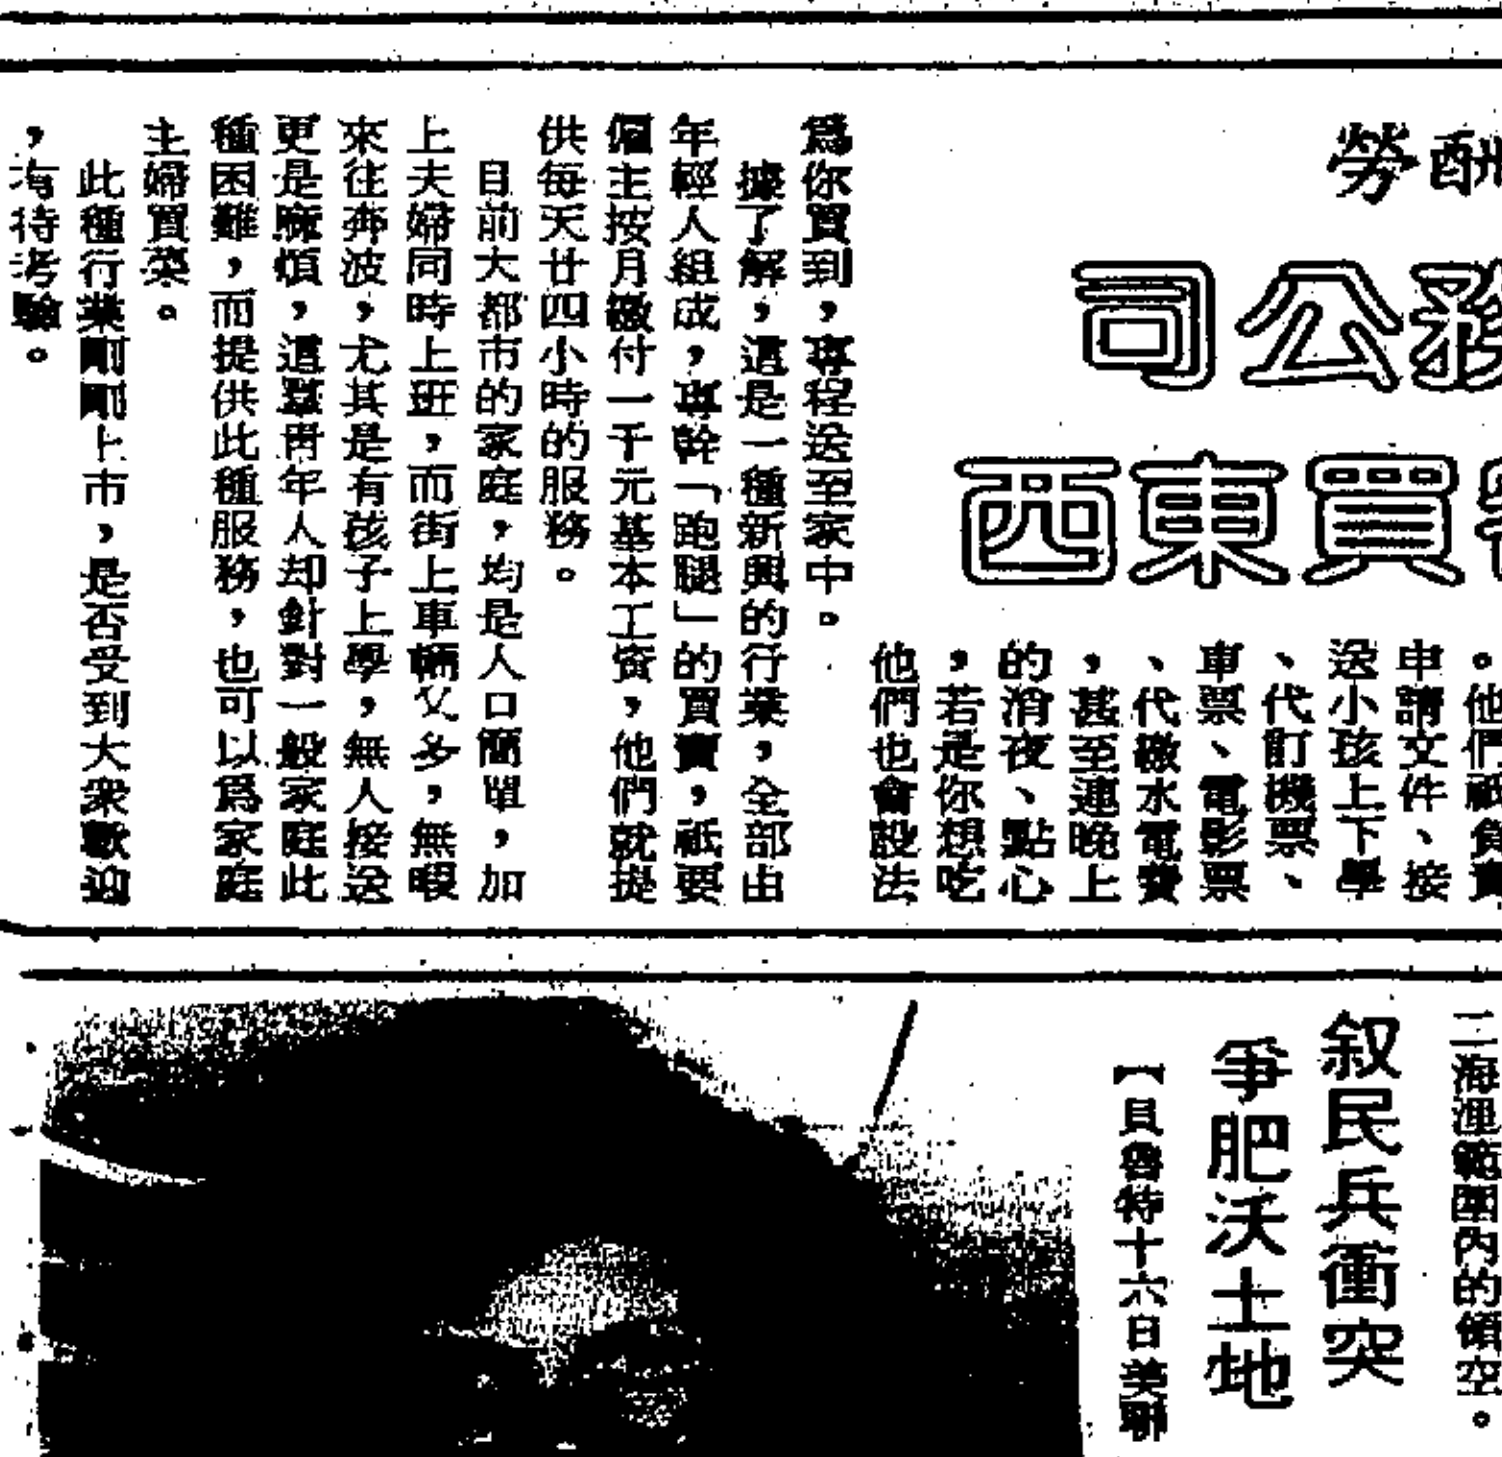 酬勞
務公司
買東西
。他們祇負責
申請文件、接
送小孩上下學
、代訂機票、
車票、電影票
、代繳水電費
，甚至連晚上
的消夜、點心
，若是你想吃
他們也會設法
爲你買到，專程送至家中。
據了解，這是一種新興的行業，全部由
年輕人組成，專幹「跑腿」的買賣，祇要
僱主按月繳付一千元基本工資，他們就提
供每天廿四小時的服務。
目前大都市的家庭，均是人口簡單，加
上夫婦同時上班，而街上車輛又多，無暇
來往奔波，尤其是有孩子上學，無人接送
更是麻煩，這羣青年人却針對一般家庭此
種困難，而提供此種服務，也可以爲家庭
主婦買菜。
此種行業剛剛上市，是否受到大衆歡迎
，有待考驗。
二海浬範圍內的領空。
叙民兵衝突
爭肥沃土地
【貝魯特十六日美聯